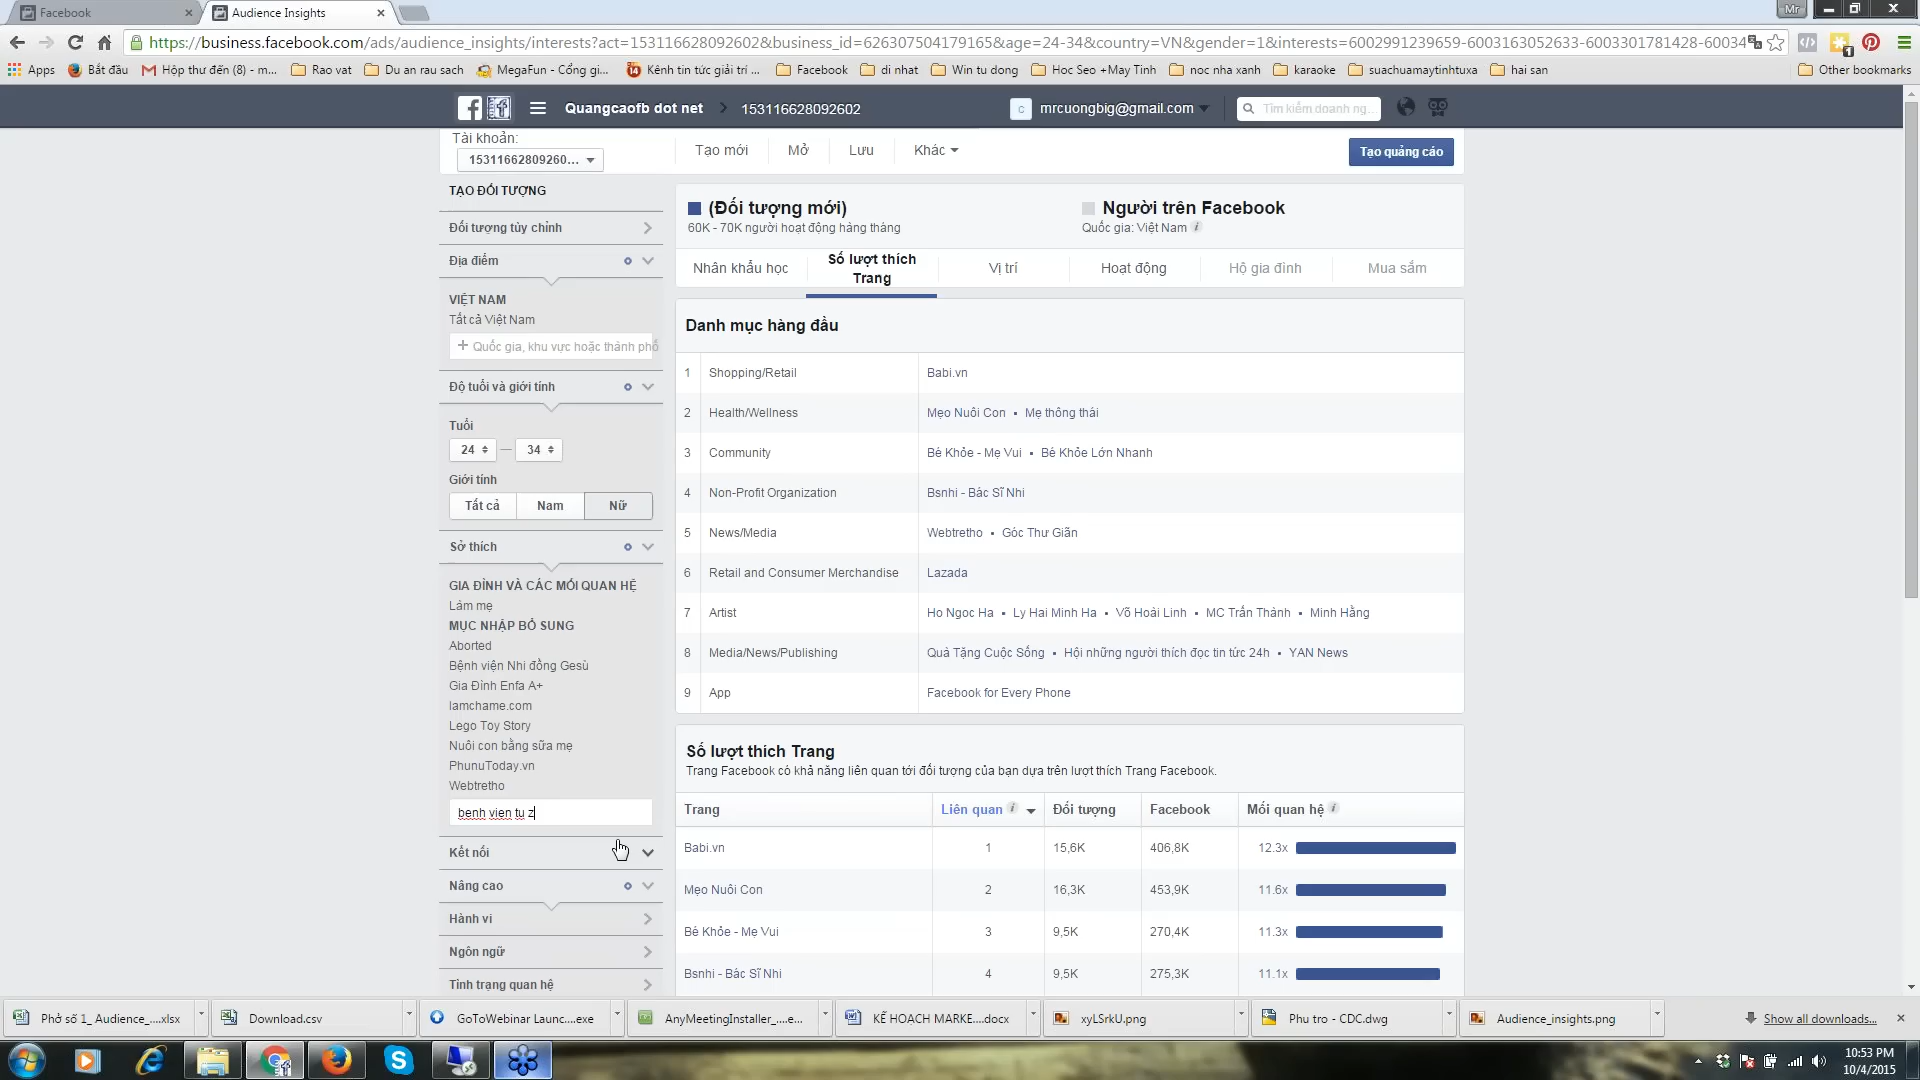 Facebook
Audience Insights
Mr
https://business.facebook.com/ads/audience_insights/interests?act=153116628092602&business_id=626307504179165&age=24-34&country=VN&gender=1&interests=6002991239659-6003163052633-6003301781428-60034
Apps
Bắt đầu
Hộp thư đến (8) - m...
Rao vat
Du an rau sach
MegaFun - Cổng gi...
Kênh tin tức giải trí ...
Facebook
di nhat
Win tu dong
Hoc Seo +May Tinh
noc nha xanh
karaoke
suachuamaytinhtuxa
hai san
Other bookmarks
Quangcaofb dot net
153116628092602
c
mrcuongbig@gmail.com
Tìm kiếm doanh ng...
Tài khoản:
15311662809260...
Tạo mới
Mở
Lưu
Khác
Tạo quảng cáo
TẠO ĐỐI TƯỢNG
Đối tượng tùy chỉnh
Địa điểm
VIỆT NAM
Tất cả Việt Nam
+ Quốc gia, khu vực hoặc thành phố
Độ tuổi và giới tính
Tuổi
24 — 34
Giới tính
Tất cả
Nam
Nữ
Sở thích
GIA ĐÌNH VÀ CÁC MỐI QUAN HỆ
Làm mẹ
MỤC NHẬP BỔ SUNG
Aborted
Bệnh viện Nhi đồng Gesù
Gia Đình Enfa A+
lamchame.com
Lego Toy Story
Nuôi con bằng sữa mẹ
PhunuToday.vn
Webtretho
benh vien tu z
Kết nối
Nâng cao
Hành vi
Ngôn ngữ
Tình trạng quan hệ
(Đối tượng mới)
60K - 70K người hoạt động hàng tháng
Người trên Facebook
Quốc gia: Việt Nam
Nhân khẩu học
Số lượt thích
Trang
Vị trí
Hoạt động
Hộ gia đình
Mua sắm
Danh mục hàng đầu
1 Shopping/Retail Babi.vn
2 Health/Wellness Mẹo Nuôi Con • Mẹ thông thái
3 Community Bé Khỏe - Mẹ Vui • Bé Khỏe Lớn Nhanh
4 Non-Profit Organization Bsnhi - Bác Sĩ Nhi
5 News/Media Webtretho • Góc Thư Giãn
6 Retail and Consumer Merchandise Lazada
7 Artist Ho Ngoc Ha • Ly Hai Minh Ha • Võ Hoài Linh • MC Trấn Thành • Minh Hằng
8 Media/News/Publishing Quà Tặng Cuộc Sống • Hội những người thích đọc tin tức 24h • YAN News
9 App Facebook for Every Phone
Số lượt thích Trang
Trang Facebook có khả năng liên quan tới đối tượng của bạn dựa trên lượt thích Trang Facebook.
Trang Liên quan Đối tượng Facebook Mối quan hệ
Babi.vn 1 15,6K 406,8K 12.3x
Mẹo Nuôi Con 2 16,3K 453,9K 11.6x
Bé Khỏe - Mẹ Vui 3 9,5K 270,4K 11.3x
Bsnhi - Bác Sĩ Nhi 4 9,5K 275,3K 11.1x
Phở số 1_ Audience_....xlsx
Download.csv
GoToWebinar Launc....exe
AnyMeetingInstaller_....e...
KẾ HOẠCH MARKE....docx
xyLSrkU.png
Phu tro - CDC.dwg
Audience_insights.png
Show all downloads...
10:53 PM
10/4/2015